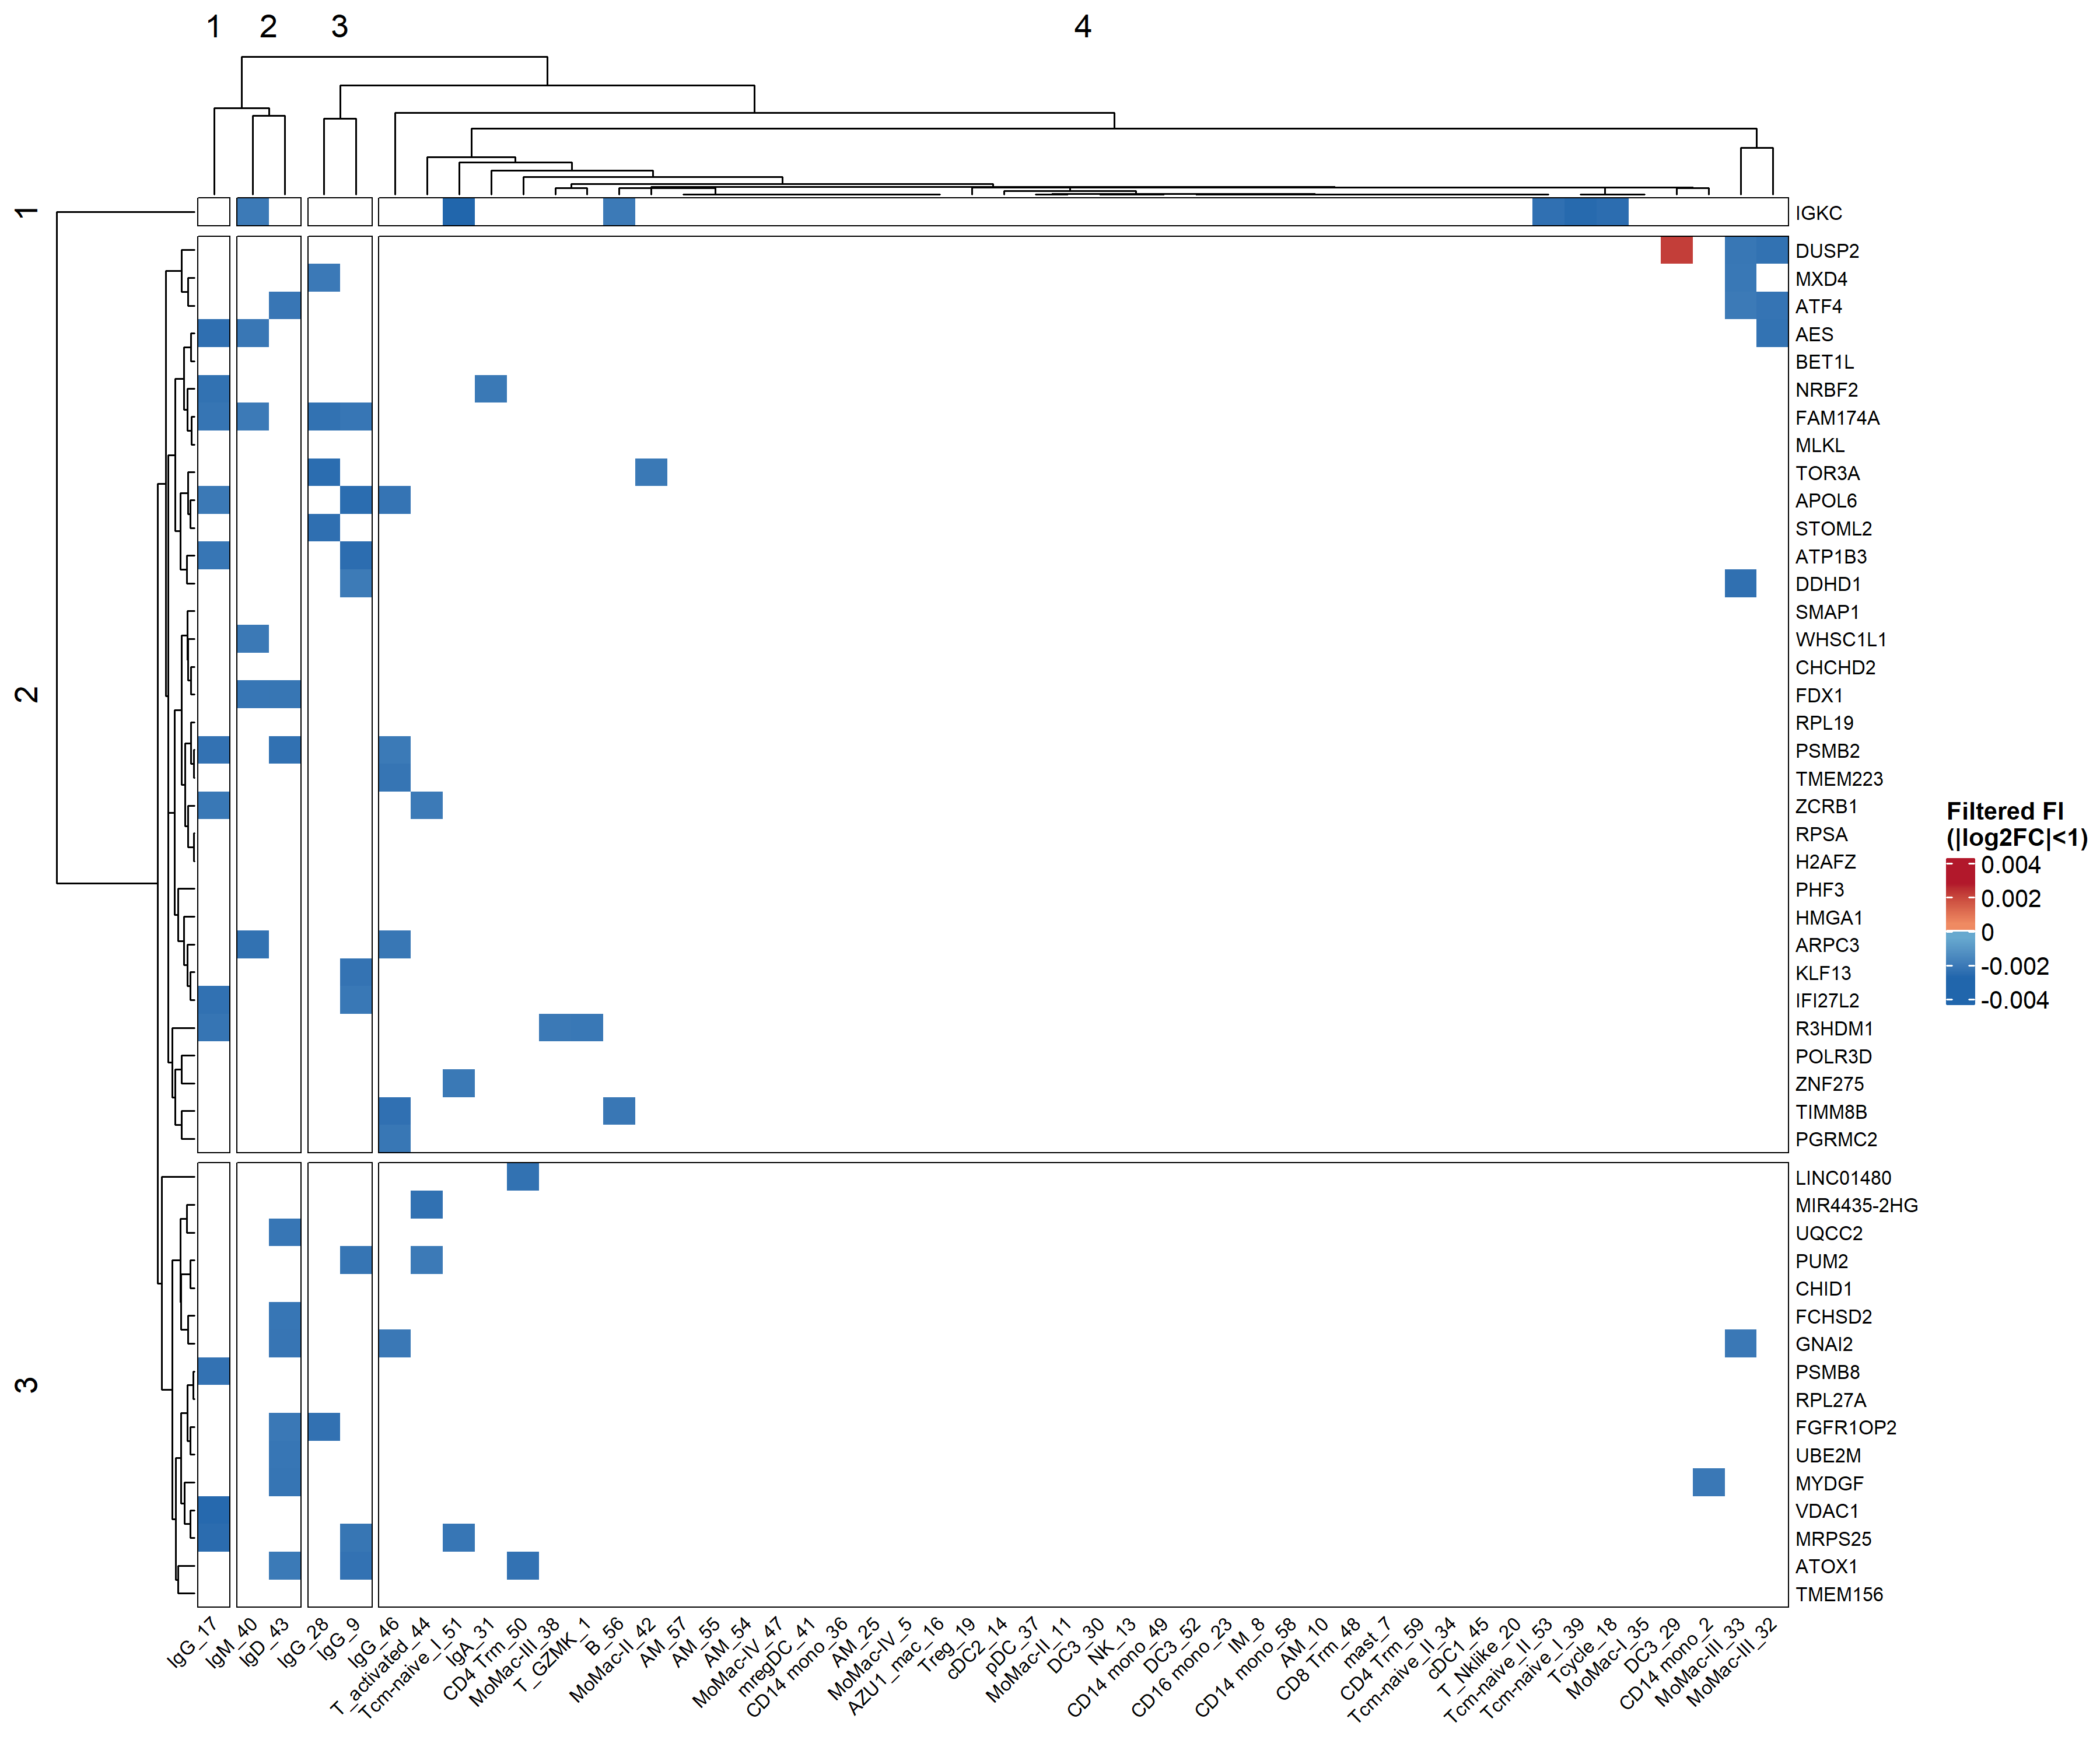 1 2 3 4
1
IGKC
2
DUSP2
MXD4
ATF4
AES
BET1L
NRBF2
FAM174A
MLKL
TOR3A
APOL6
STOML2
ATP1B3
DDHD1
SMAP1
WHSC1L1
CHCHD2
FDX1
RPL19
PSMB2
TMEM223
ZCRB1
RPSA
H2AFZ
PHF3
HMGA1
ARPC3
KLF13
IFI27L2
R3HDM1
POLR3D
ZNF275
TIMM8B
PGRMC2
3
LINC01480
MIR4435-2HG
UQCC2
PUM2
CHID1
FCHSD2
GNAI2
PSMB8
RPL27A
FGFR1OP2
UBE2M
MYDGF
VDAC1
MRPS25
ATOX1
TMEM156
IgG_17
IgM_40
IgD_43
IgG_28
IgG_9
IgG_46
T_activated_44
Tcm-naive_I_51
IgA_31
CD4 Trm_50
MoMac-III_38
T_GZMK_1
B_56
MoMac-II_42
AM_57
AM_55
AM_54
MoMac-IV_47
mregDC_41
CD14 mono_36
AM_25
MoMac-IV_5
AZU1_mac_16
Treg_19
cDC2_14
pDC_37
MoMac-II_11
DC3_30
NK_13
CD14 mono_49
DC3_52
CD16 mono_23
IM_8
CD14 mono_58
AM_10
CD8 Trm_48
mast_7
CD4 Trm_59
Tcm-naive_II_34
cDC1_45
T_Nklike_20
Tcm-naive_II_53
Tcm-naive_I_39
Tcycle_18
MoMac-I_35
DC3_29
CD14 mono_2
MoMac-III_33
MoMac-III_32
Filtered FI
(|log2FC|<1)
0.004
0.002
0
-0.002
-0.004